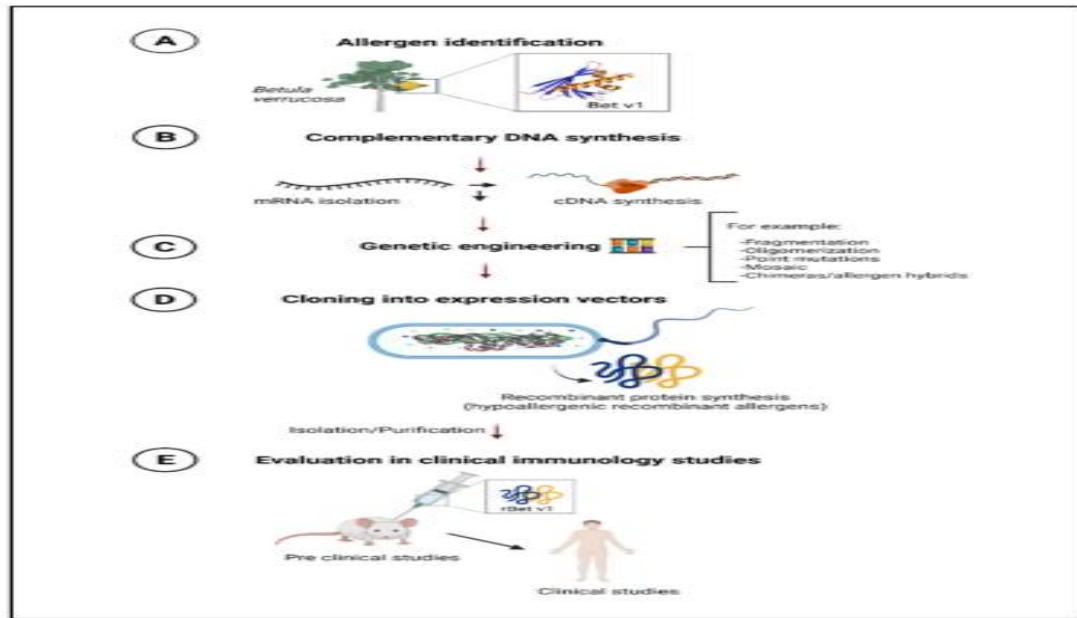 A
Allergen identification
Betula
verrucosa
Bet v1
B
Complementary DNA synthesis
mRNA isolation
cDNA synthesis
C
Genetic engineering
For example:
-Fragmentation
-Oligomerization
-Point mutations
-Mosaic
-Chimeras/allergen hybrids
D
Cloning into expression vectors
Recombinant protein synthesis
(hypoallergenic recombinant allergens)
Isolation/Purification
E
Evaluation in clinical immunology studies
rBet v1
Pre clinical studies
Clinical studies